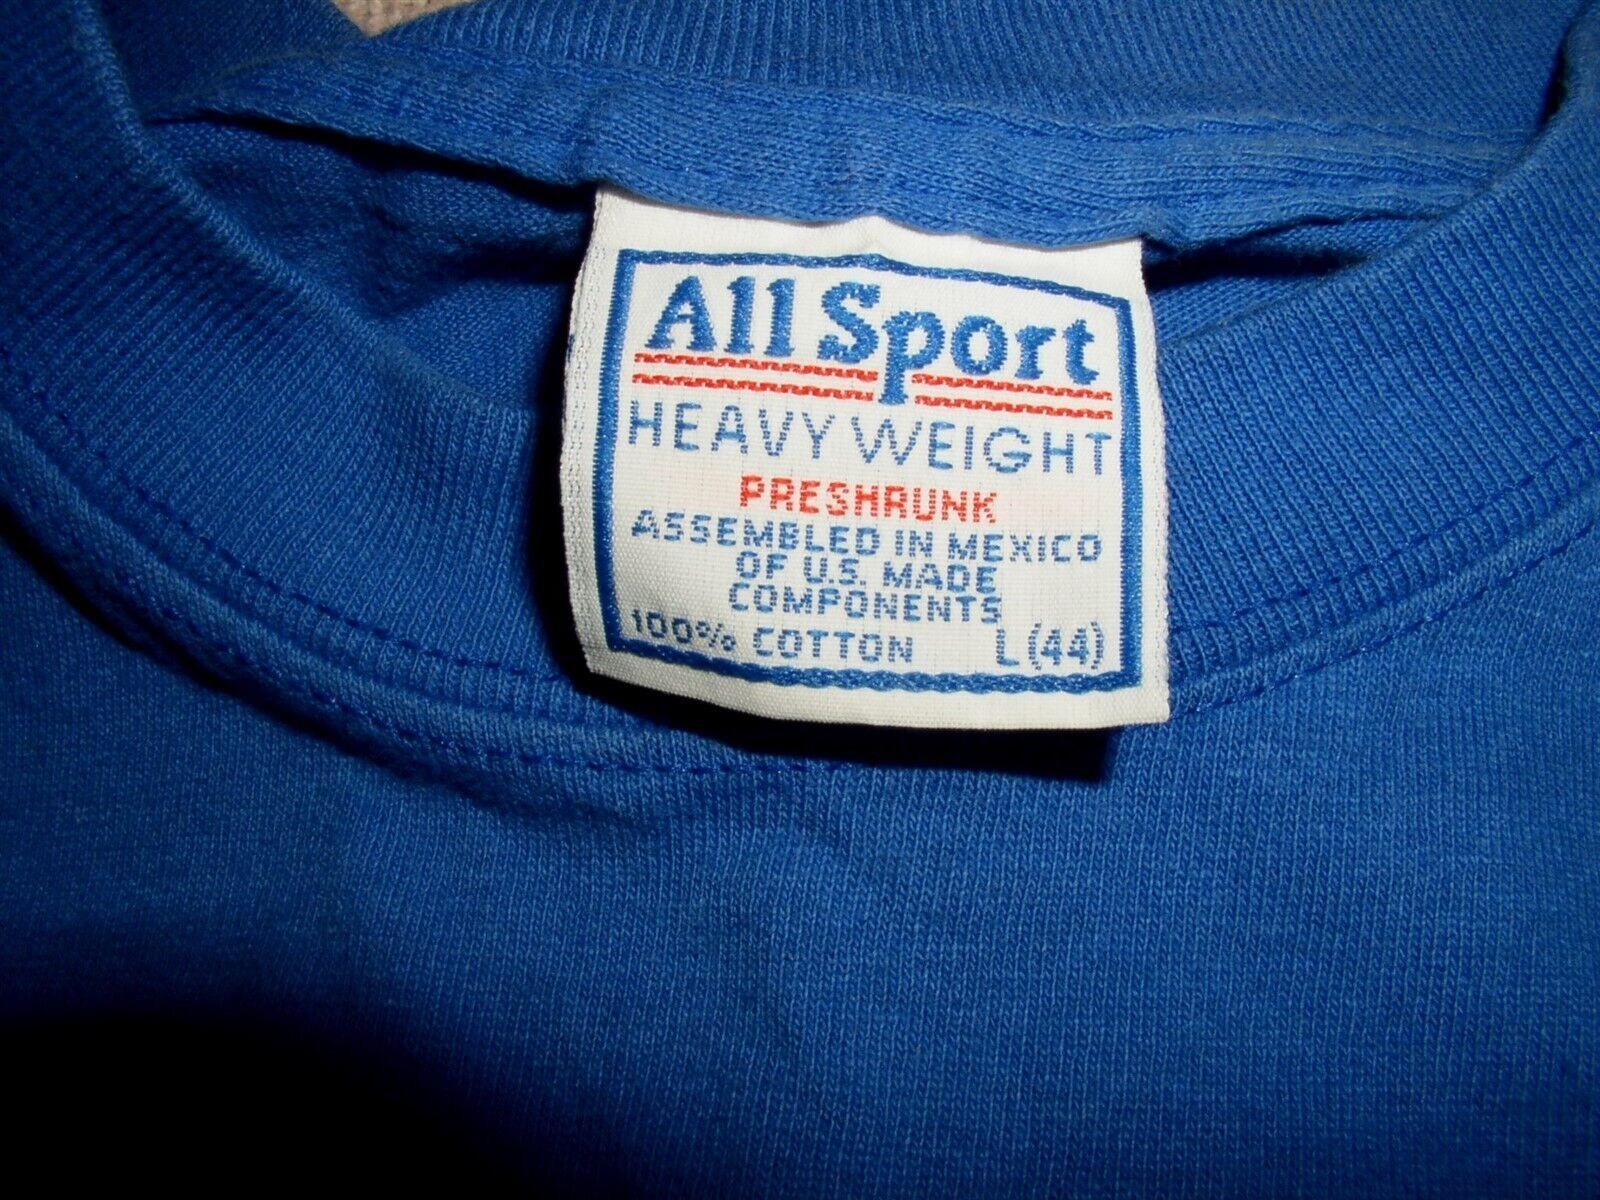 All Sport
HEAVY WEIGHT
PRESHRUNK
ASSEMBLED IN MEXICO
OF U.S. MADE
COMPONENTS
100% COTTON L (44)